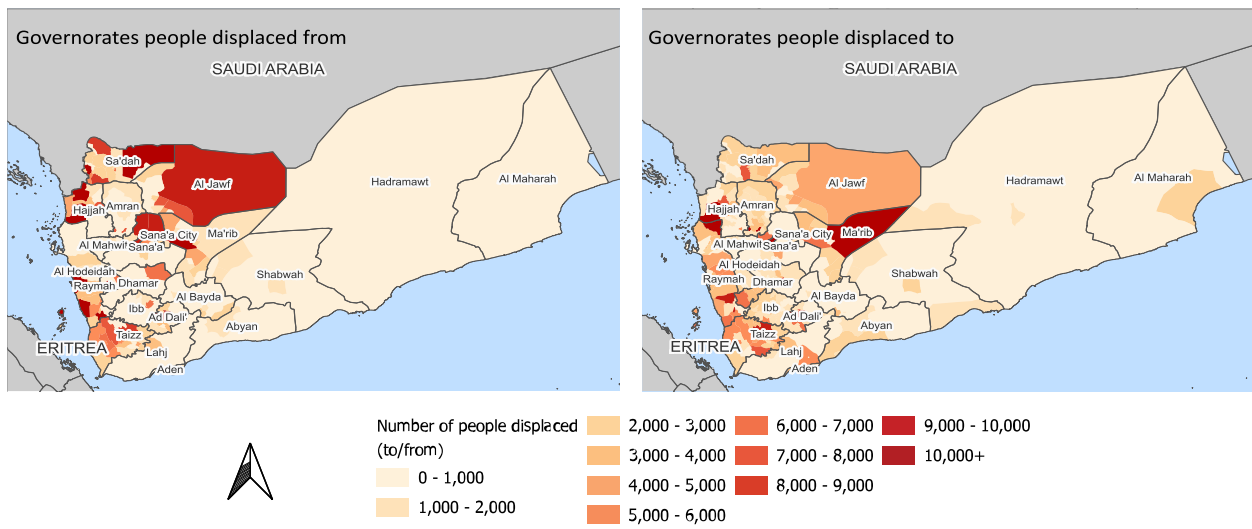 Governorates people displaced from
SAUDI ARABIA
Sa'dah
Al Jawf
Hadramawt
Al Maharah
Hajjah
Amran
Sana'a City
Ma'rib
Al Mahwit
Sana'a
Al Hodeidah
Shabwah
Raymah
Dhamar
Al Bayda
Ibb
Ad Dali'
Abyan
Taizz
ERITREA
Lahj
Aden
Governorates people displaced to
SAUDI ARABIA
Sa'dah
Al Jawf
Hadramawt
Al Maharah
Hajjah
Amran
Sana'a City
Ma'rib
Al Mahwit
Sana'a
Al Hodeidah
Shabwah
Raymah
Dhamar
Al Bayda
Ibb
Ad Dali'
Abyan
Taizz
ERITREA
Lahj
Aden
Number of people displaced
(to/from)
0 - 1,000
1,000 - 2,000
2,000 - 3,000
3,000 - 4,000
4,000 - 5,000
5,000 - 6,000
6,000 - 7,000
7,000 - 8,000
8,000 - 9,000
9,000 - 10,000
10,000+